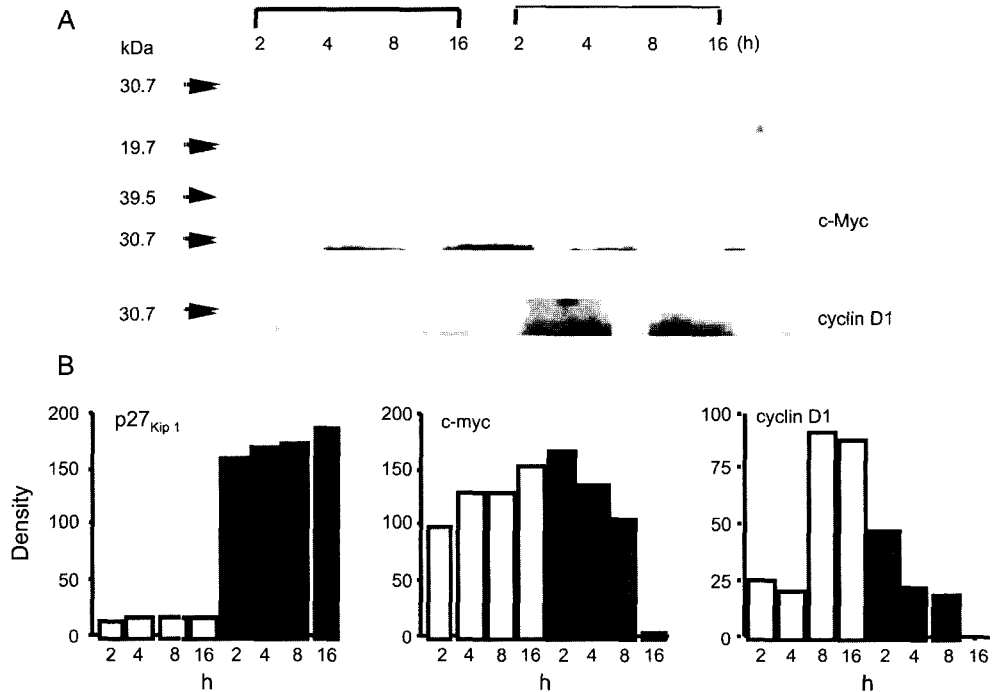 A
kDa
2 4 8 16 2 4 8 16 (h)
30.7
19.7
39.5
30.7
c-Myc
30.7
cyclin D1
B
p27Kip 1
200
150
100
50
0
Density
2 4 8 16 2 4 8 16
h
c-myc
200
150
100
50
0
2 4 8 16 2 4 8 16
h
cyclin D1
100
75
50
25
0
2 4 8 16 2 4 8 16
h